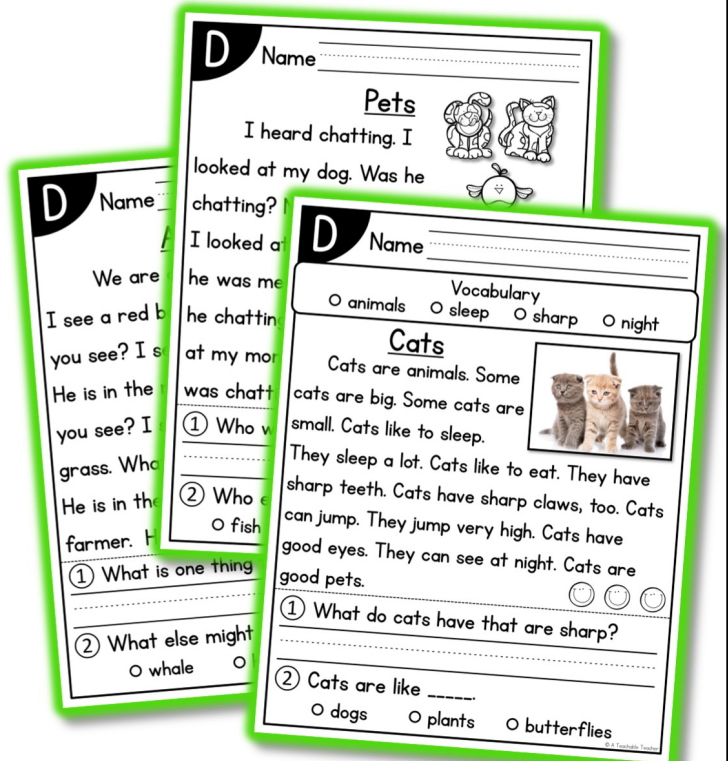 D
Name
Pets
I heard chatting. I
looked at my dog. Was he
chatting?
I looked at
he was me
he chattin
at my mor
was chatt
1 Who w
2 Who e
fish
D
Name
We are
I see a red b
you see? I s
He is in the
you see? I
grass. Wha
He is in the
farmer. H
1 What is one thing
2 What else might
whale
D
Name
Vocabulary
animals sleep sharp night
Cats
Cats are animals. Some
cats are big. Some cats are
small. Cats like to sleep.
They sleep a lot. Cats like to eat. They have
sharp teeth. Cats have sharp claws, too. Cats
can jump. They jump very high. Cats have
good eyes. They can see at night. Cats are
good pets.
1 What do cats have that are sharp?
2 Cats are like _____.
dogs plants butterflies
© A Teachable Teacher